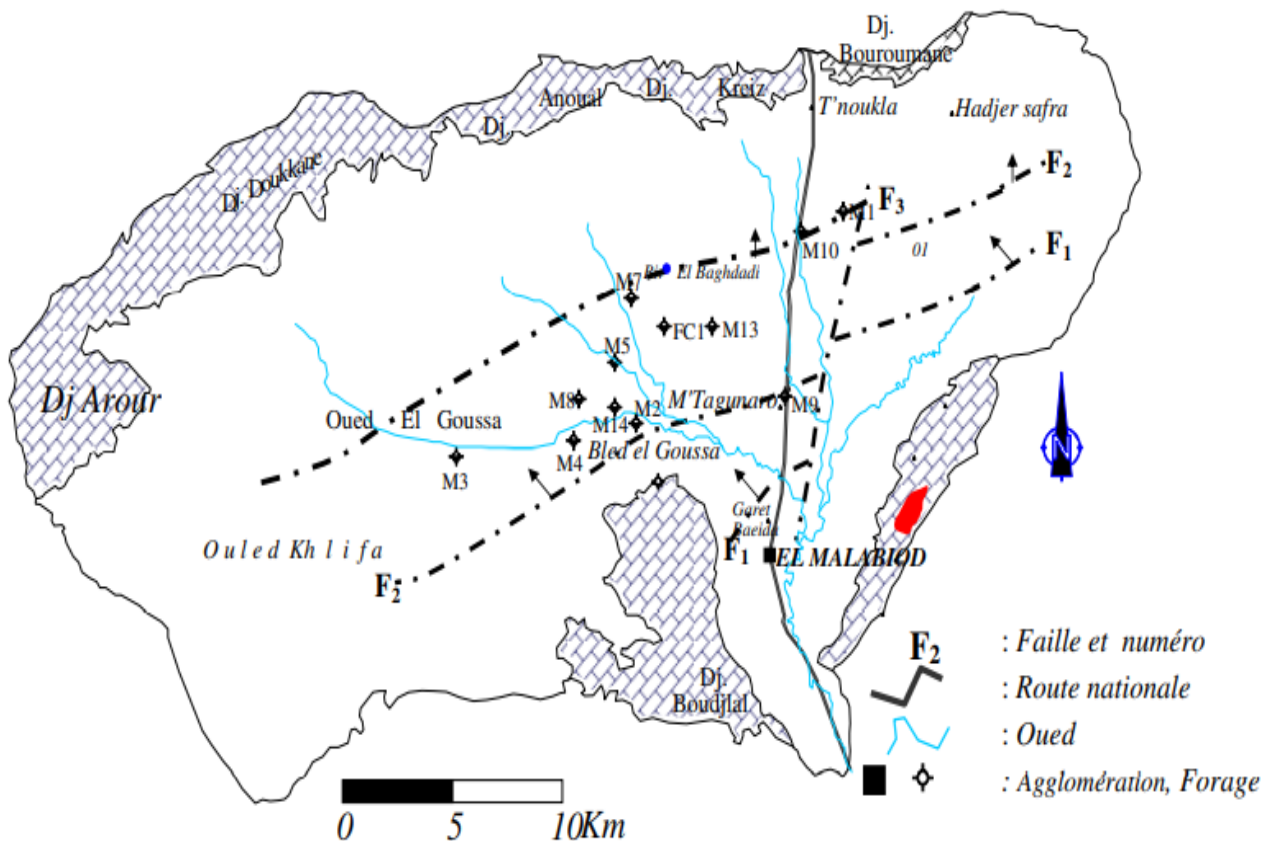 Dj.
Bouroumane
Anoual
Dj.
Kreiz
Dj.
T'noukla
Hadjer safra
Dj. Doukkane
F2
F3
M1
M10
01
F1
El Baghdadi
M7
FC1
M13
M5
Dj Arour
M8
M'Tagunaro
M9
Oued El Goussa
M14
M2
Bled el Goussa
M4
M3
Garet
Baeida
Ouled Khlifa
F1
EL MALABIOD
F2
F2 : Faille et numéro
: Route nationale
Dj.
Boudjlal
: Oued
: Agglomération, Forage
0 5 10Km
N